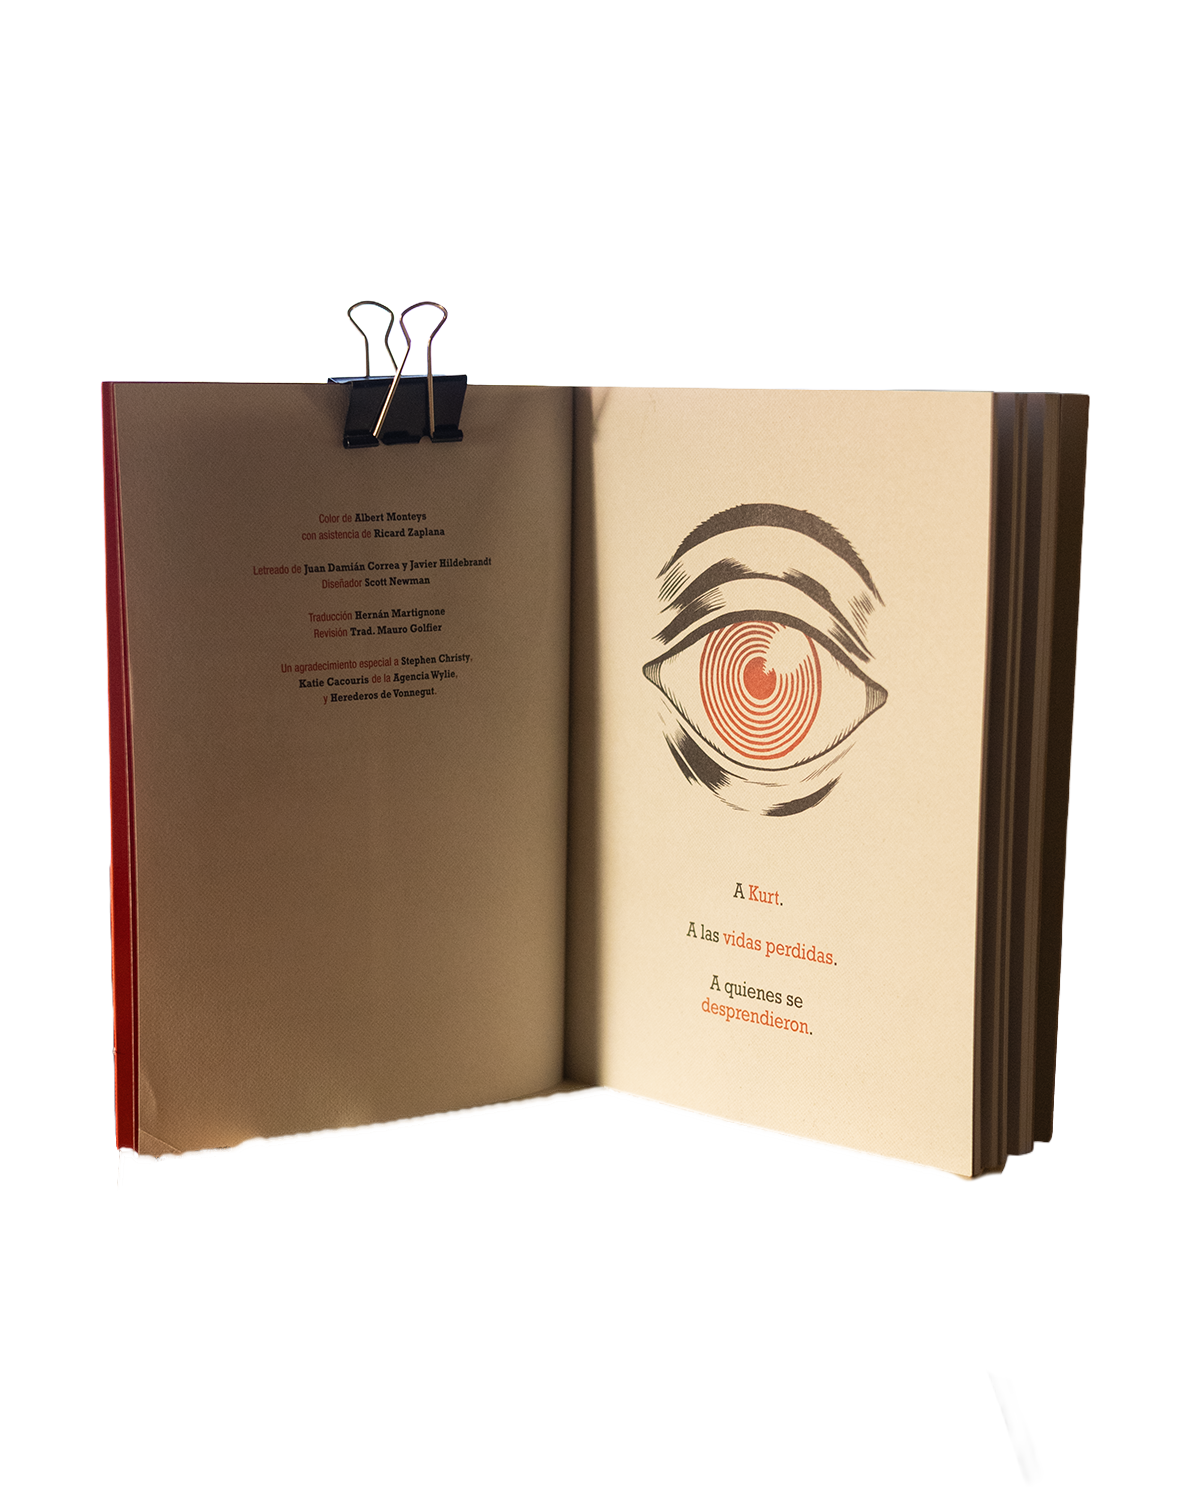 Color de Albert Monteys
con asistencia de Ricard Zaplana
Letreado de Juan Damián Correa y Javier Hildebrandt
Diseñador Scott Newman
Traducción Hernán Martignone
Revisión Trad. Mauro Golfier
Un agradecimiento especial a Stephen Christy,
Katie Cacouris de la Agencia Wylie,
y Herederos de Vonnegut.
A Kurt.
A las vidas perdidas.
A quienes se
desprendieron.